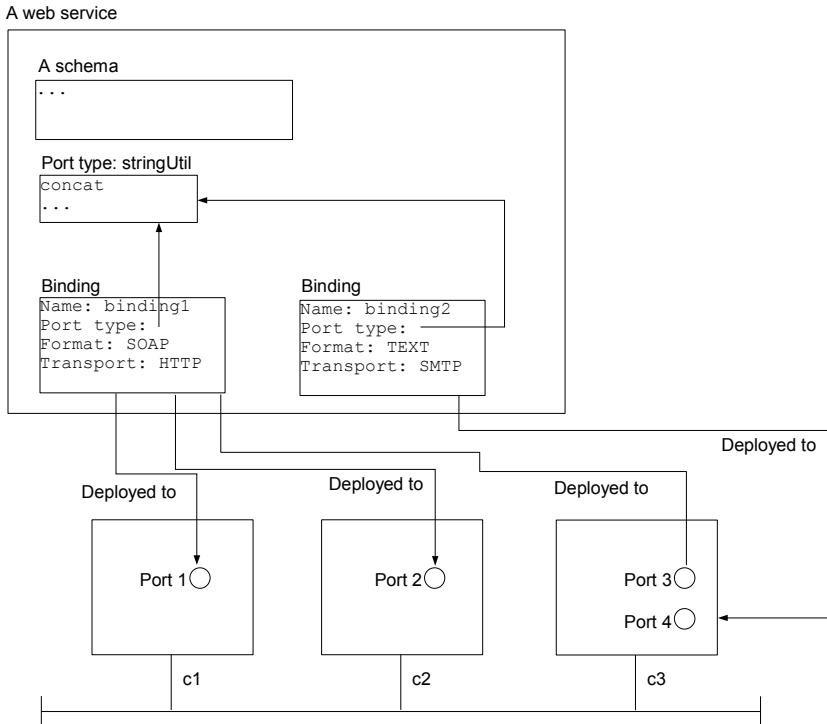 A web service
A schema
...
Port type: stringUtil
concat
...
Binding
Name: binding1
Port type:
Format: SOAP
Transport: HTTP
Binding
Name: binding2
Port type:
Format: TEXT
Transport: SMTP
Deployed to
Deployed to
Deployed to
Deployed to
Port 1
Port 2
Port 3
Port 4
c1
c2
c3